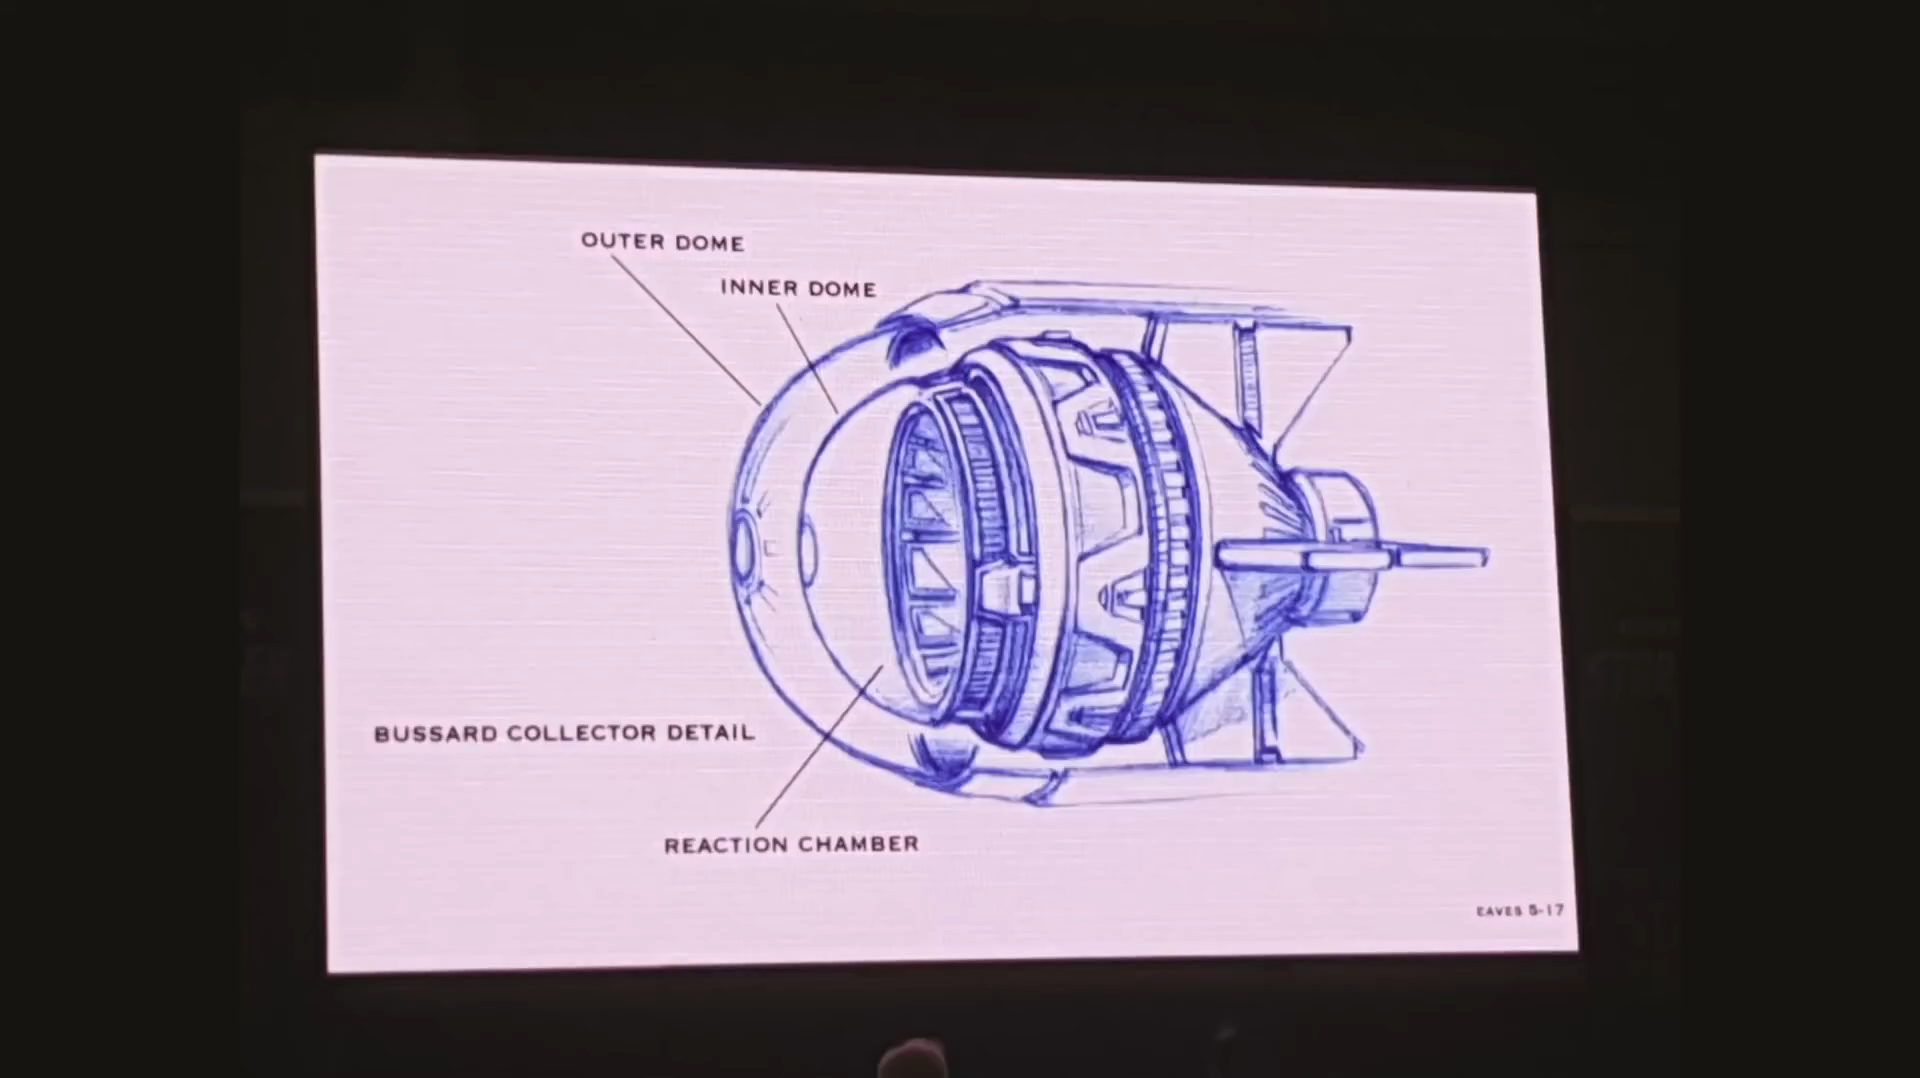 OUTER DOME
INNER DOME
BUSSARD COLLECTOR DETAIL
REACTION CHAMBER
EAVES 5-17